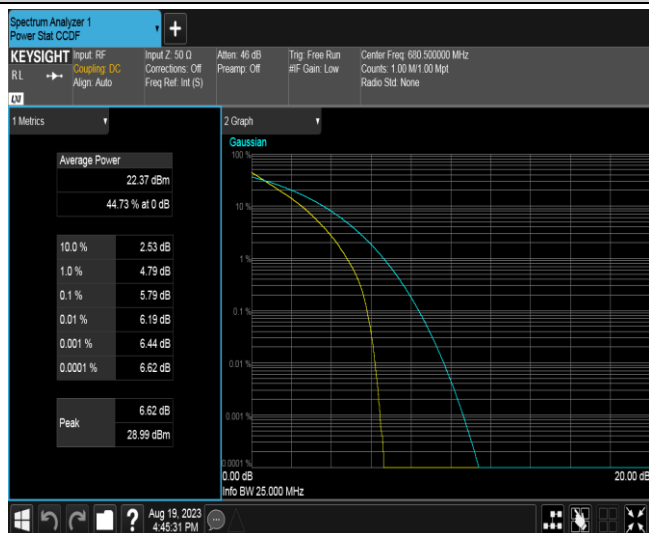 Spectrum Analyzer 1
Power Stat CCDF
KEYSIGHT
RL
LXI
Input: RF
Coupling: DC
Align: Auto
Input Z: 50 Ω
Corrections: Off
Freq Ref: Int (S)
Atten: 46 dB
Preamp: Off
Trig: Free Run
#IF Gain: Low
Center Freq: 680.500000 MHz
Counts: 1.00 M/1.00 Mpt
Radio Std: None
1 Metrics
Average Power
22.37 dBm
44.73 % at 0 dB
10.0 % 2.53 dB
1.0 % 4.79 dB
0.1 % 5.79 dB
0.01 % 6.19 dB
0.001 % 6.44 dB
0.0001 % 6.62 dB
Peak
6.62 dB
28.99 dBm
2 Graph
Gaussian
100 %
10 %
1 %
0.1 %
0.01 %
0.001 %
0.0001 %
0.00 dB
20.00 dB
Info BW 25.000 MHz
?
Aug 19, 2023
4:45:31 PM